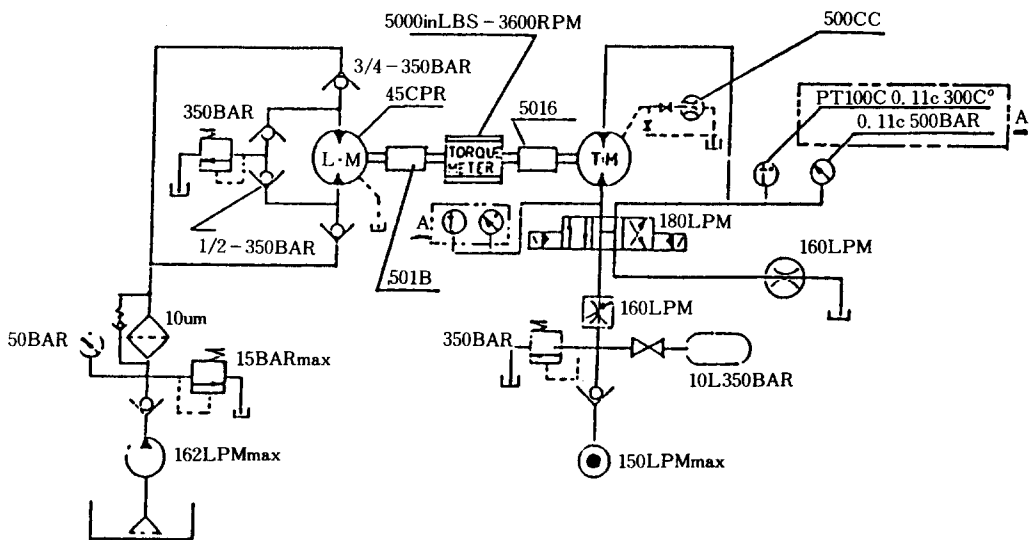 5000inLBS-3600RPM
500CC
3/4-350BAR
45CPR
350BAR
5016
PT100C 0.11c 300C°
0.11c 500BAR
A
L·M
TORQUE
METER
T·M
A
180LPM
1/2-350BAR
501B
160LPM
160LPM
10um
50BAR
15BARmax
350BAR
10L350BAR
162LPMmax
150LPMmax